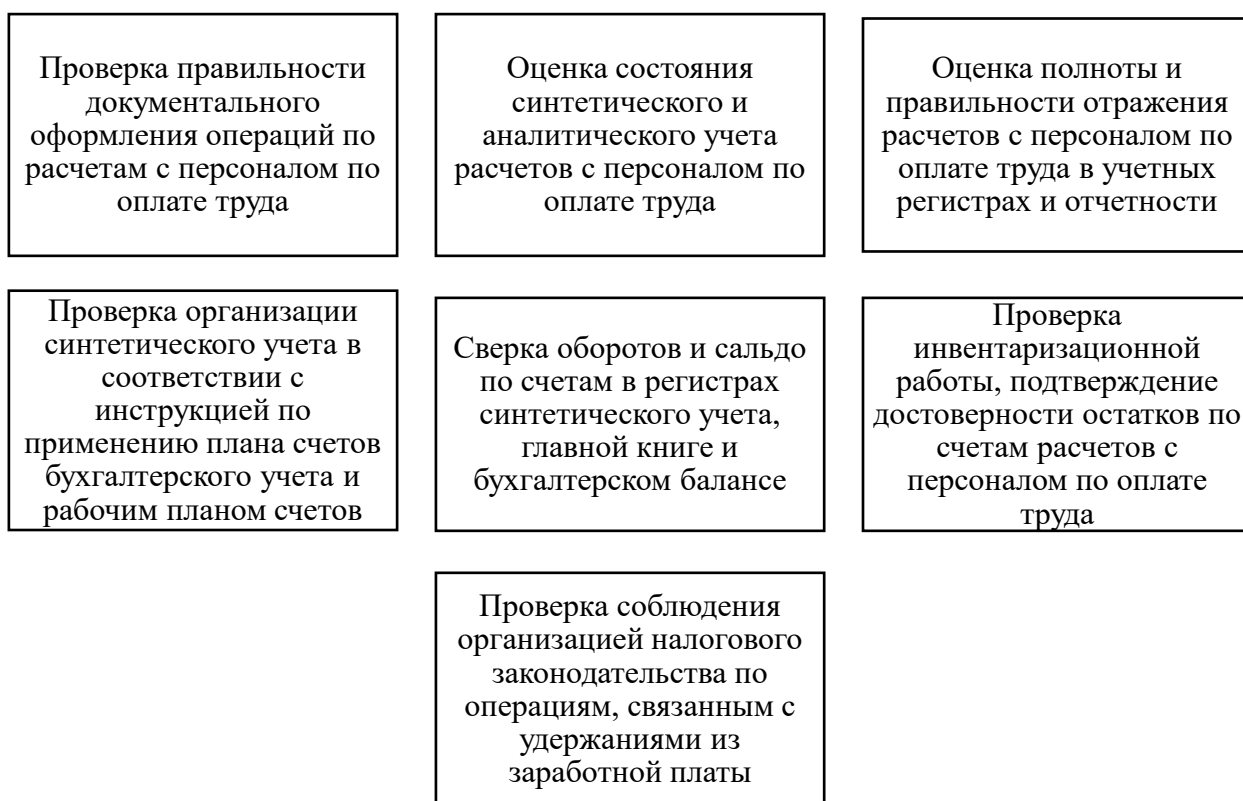 Проверка правильности
документального
оформления операций по
расчетам с персоналом по
оплате труда
Оценка состояния
синтетического и
аналитического учета
расчетов с персоналом по
оплате труда
Оценка полноты и
правильности отражения
расчетов с персоналом по
оплате труда в учетных
регистрах и отчетности
Проверка организации
синтетического учета в
соответствии с
инструкцией по
применению плана счетов
бухгалтерского учета и
рабочим планом счетов
Сверка оборотов и сальдо
по счетам в регистрах
синтетического учета,
главной книге и
бухгалтерском балансе
Проверка
инвентаризационной
работы, подтверждение
достоверности остатков по
счетам расчетов с
персоналом по оплате
труда
Проверка соблюдения
организацией налогового
законодательства по
операциям, связанным с
удержаниями из
заработной платы